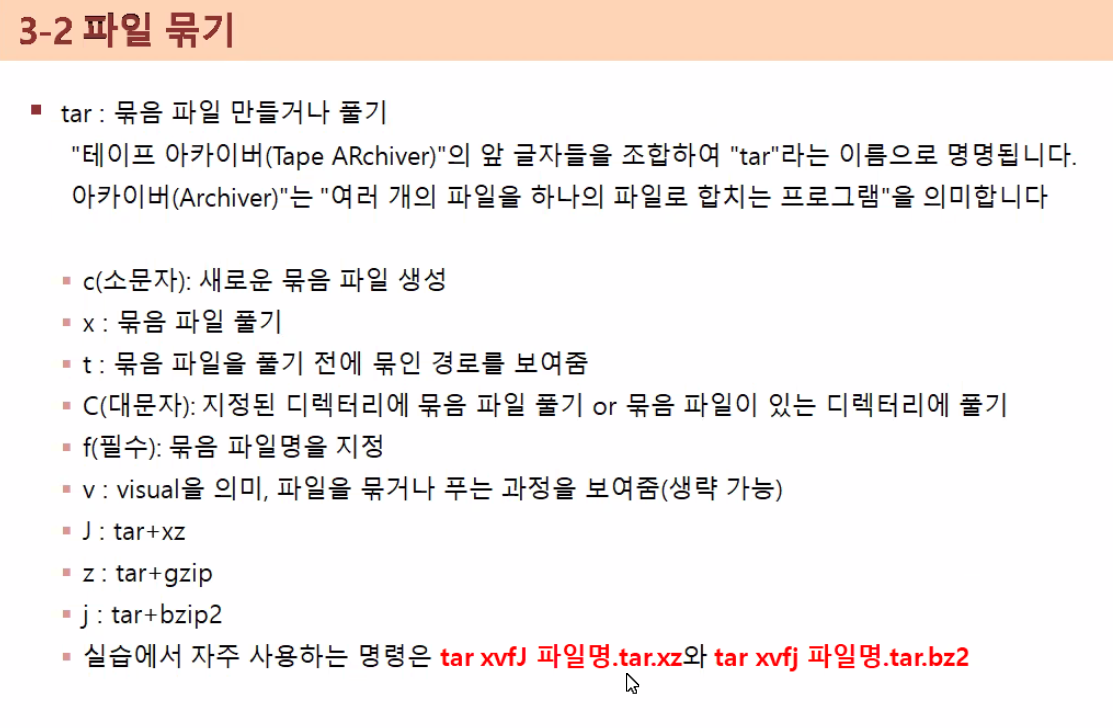 3-2 파일 묶기
tar : 묶음 파일 만들거나 풀기
"테이프 아카이버(Tape ARchiver)"의 앞 글자들을 조합하여 "tar"라는 이름으로 명명됩니다.
아카이버(Archiver)"는 "여러 개의 파일을 하나의 파일로 합치는 프로그램"을 의미합니다
c(소문자): 새로운 묶음 파일 생성
x : 묶음 파일 풀기
t : 묶음 파일을 풀기 전에 묶인 경로를 보여줌
C(대문자): 지정된 디렉터리에 묶음 파일 풀기 or 묶음 파일이 있는 디렉터리에 풀기
f(필수): 묶음 파일명을 지정
v : visual을 의미, 파일을 묶거나 푸는 과정을 보여줌(생략 가능)
J : tar+xz
z : tar+gzip
j : tar+bzip2
실습에서 자주 사용하는 명령은 tar xvfJ 파일명.tar.xz와 tar xvfj 파일명.tar.bz2